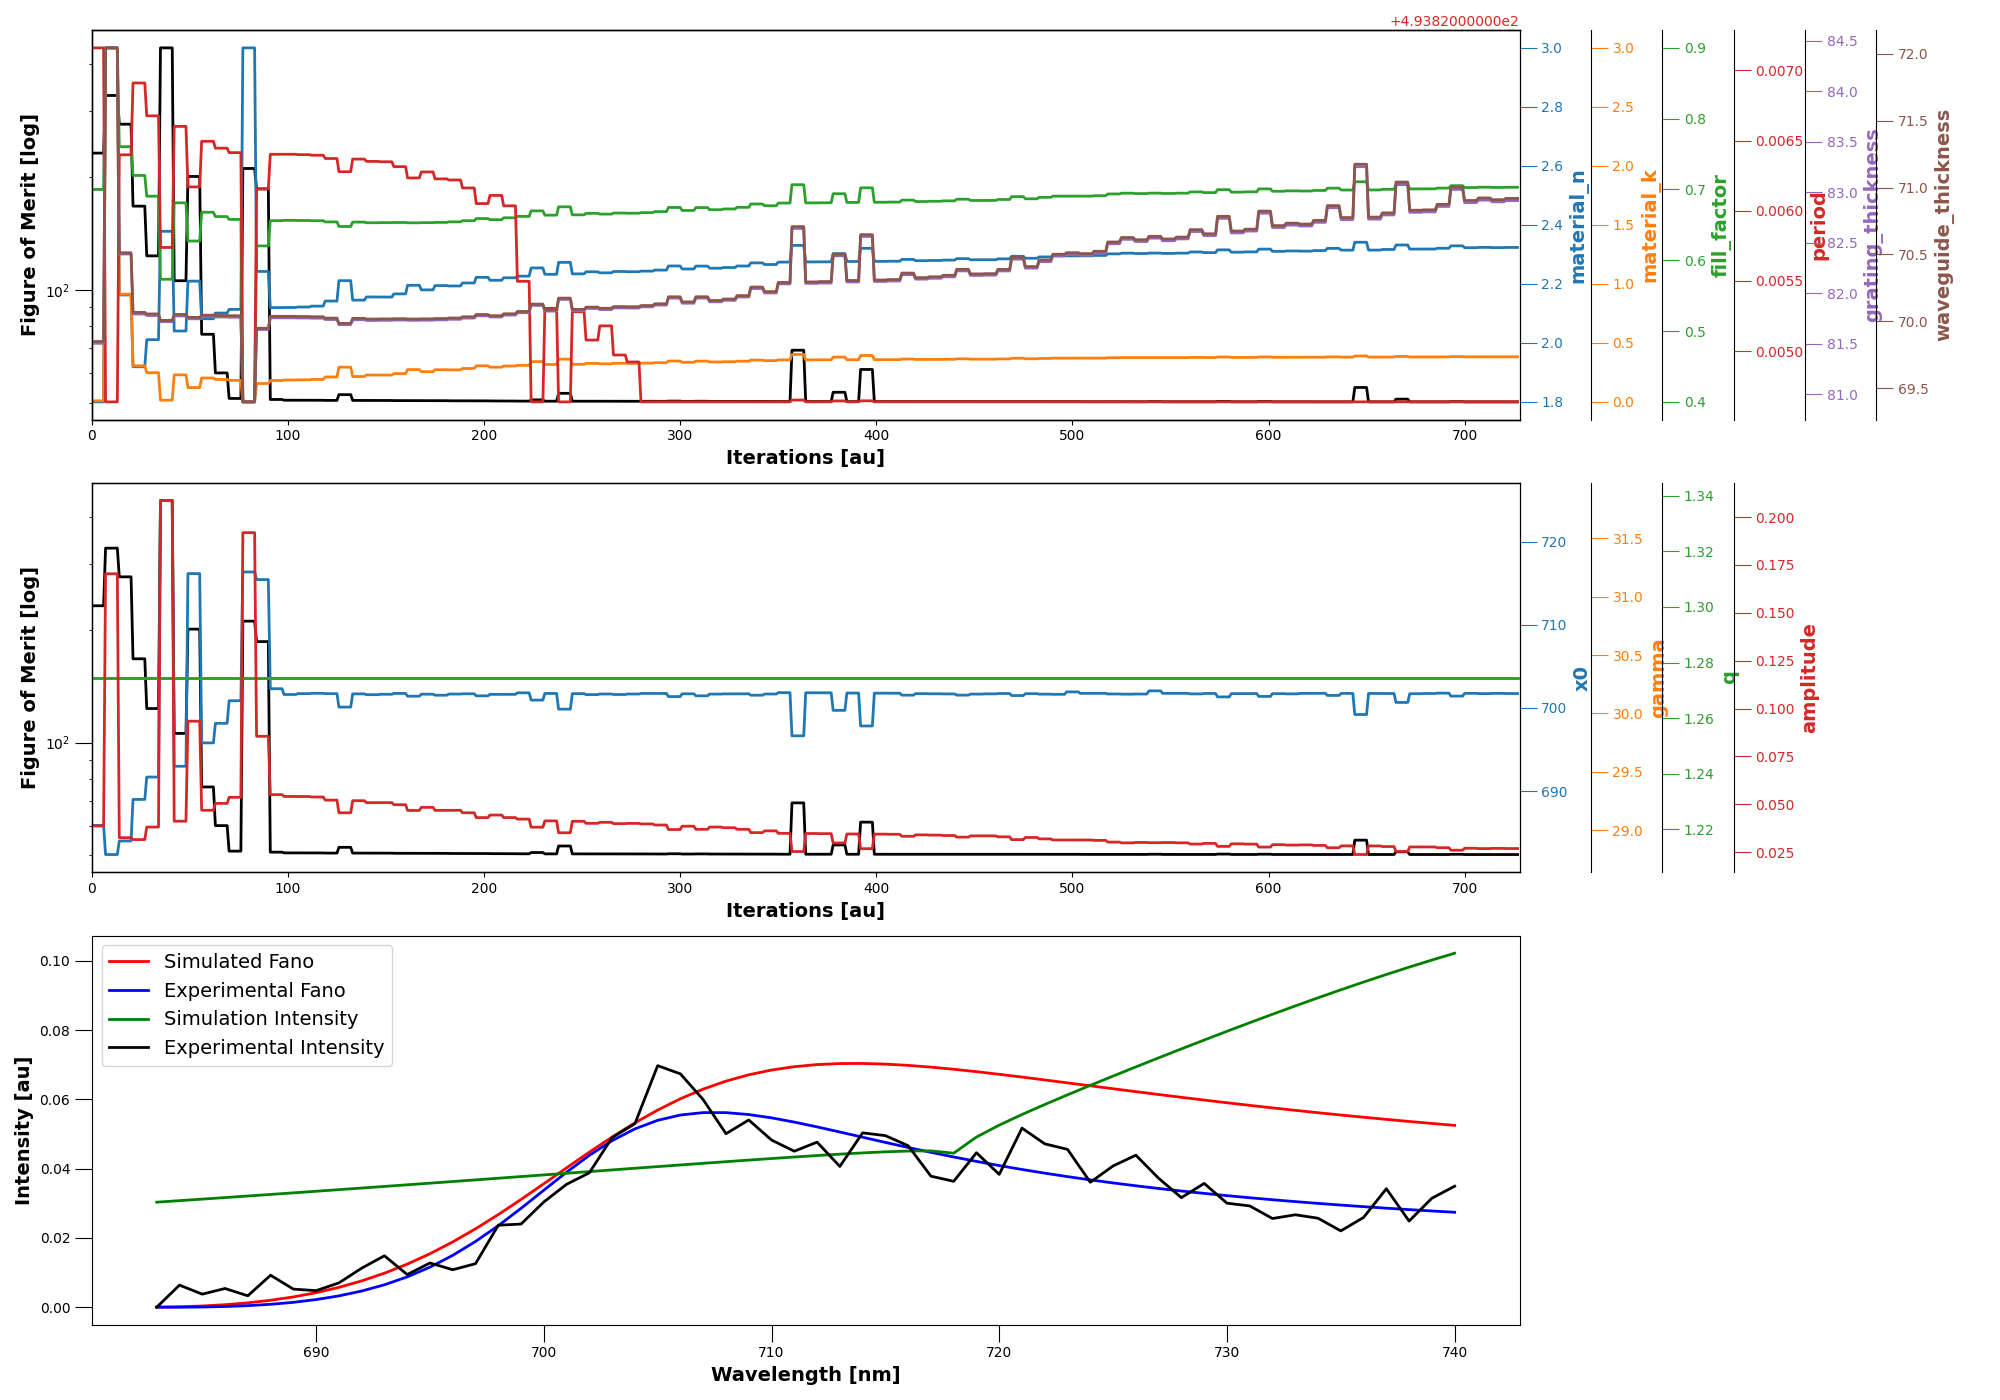 +4.9382000000e2
Figure of Merit [log]
10²
0 100 200 300 400 500 600 700
Iterations [au]
3.0 2.8 2.6 2.4 2.2 2.0 1.8
material_n
3.0 2.5 2.0 1.5 1.0 0.5 0.0
material_k
0.9 0.8 0.7 0.6 0.5 0.4
fill_factor
0.0070 0.0065 0.0060 0.0055 0.0050
period
84.5 84.0 83.5 83.0 82.5 82.0 81.5 81.0
grating_thickness
72.0 71.5 71.0 70.5 70.0 69.5
waveguide_thickness
Figure of Merit [log]
10²
0 100 200 300 400 500 600 700
Iterations [au]
720 710 700 690
x0
31.5 31.0 30.5 30.0 29.5 29.0
gamma
1.34 1.32 1.30 1.28 1.26 1.24 1.22
q
0.200 0.175 0.150 0.125 0.100 0.075 0.050 0.025
amplitude
Simulated Fano
Experimental Fano
Simulation Intensity
Experimental Intensity
Intensity [au]
0.10 0.08 0.06 0.04 0.02 0.00
690 700 710 720 730 740
Wavelength [nm]